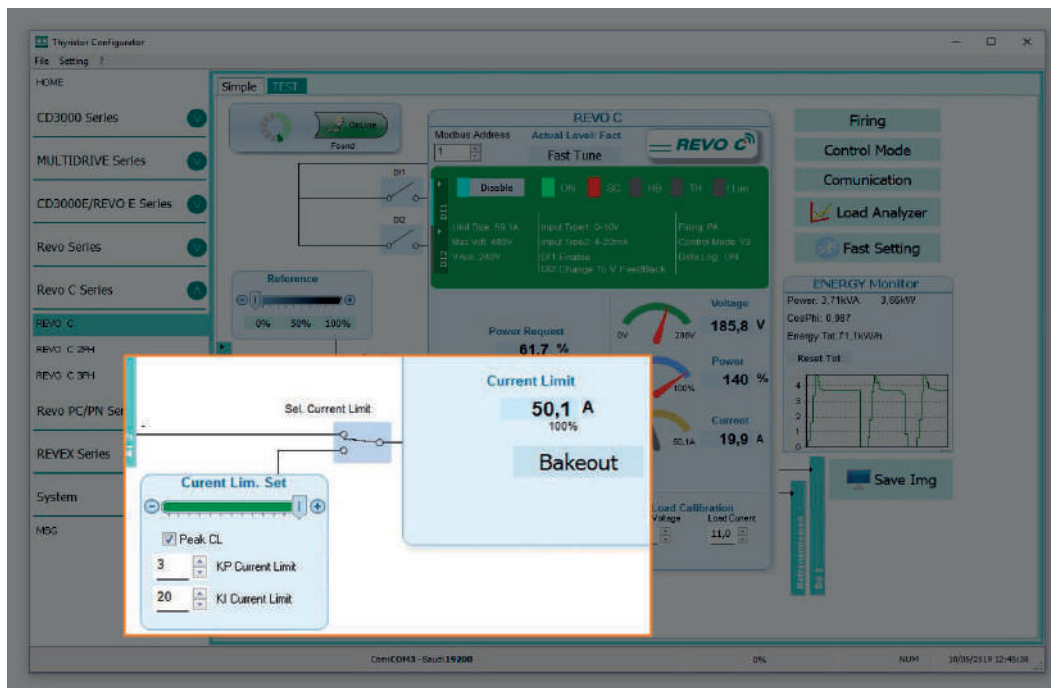 Thyristor Configurator
File Setting ?
HOME
CD3000 Series
MULTIDRIVE Series
CD3000E/REVO E Series
Revo Series
Revo C Series
REVO C
REVO C 2PH
REVO C 3PH
Revo PC/PN Ser
REVEX Series
System
MSG
Simple TEST
OnLine
Found
DI1
DI2
Reference
0% 50% 100%
REVO C
Modbus Address
Actual Level: Fact
1
Fast Tune
REVO C
Disable
ON
SC
HB
TH
I Lim
DI1
DI2
Unit Size: 50,1A
Max Volt: 480V
V Aux: 240V
Input Type1: 0-10v
Input Type2: 4-20mA
DI1 Enable
DI2 Change To V FeedBack
Firing: PA
Control Mode: V2
Data Log: ON
Power Request
61,7 %
Voltage
0V
280V
185,8 V
Power
100%
140 %
Current
50,1A
19,9 A
Load Calibration
Voltage
Load Current
11,0
Firing
Control Mode
Comunication
Load Analyzer
Fast Setting
ENERGY Monitor
Power: 3,71kVA 3,66kW
CosPhi: 0,987
Energy Tot:71,1kWh
Reset Tot
4
3
2
1
0
Save Img
Retransmission
Sel. Current Limit
Current Limit
50,1 A
100%
Bakeout
Curent Lim. Set
Peak CL
3 KP Current Limit
20 KI Current Limit
Com:COM3 - Baud:19200
0%
NUM
10/05/2019 12:45:38